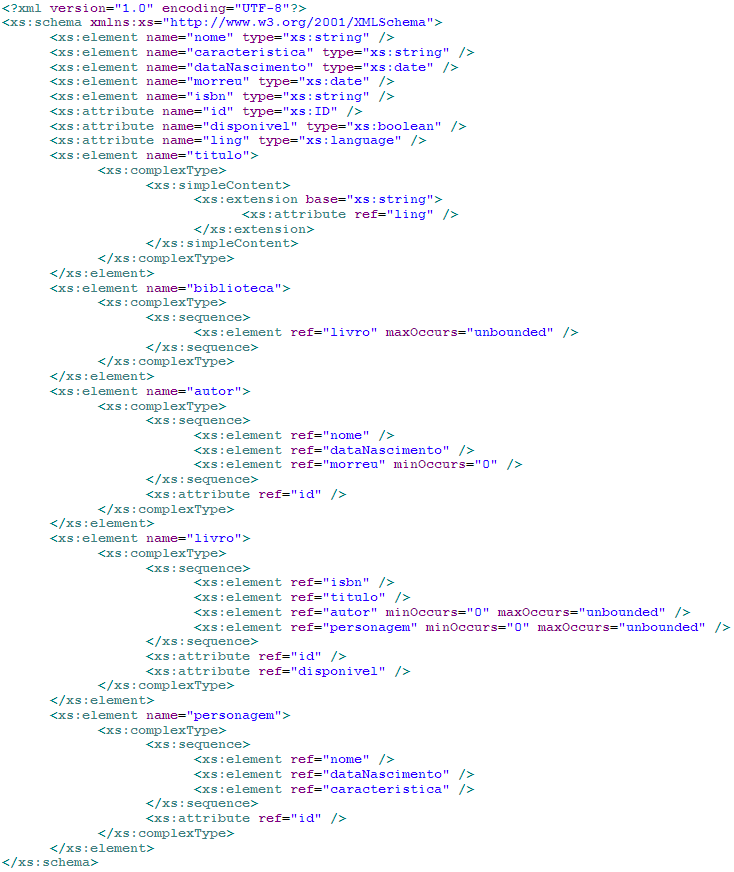 <?xml version="1.0" encoding="UTF-8"?>
<xs:schema xmlns:xs="http://www.w3.org/2001/XMLSchema">
      <xs:element name="nome" type="xs:string" />
      <xs:element name="caracteristica" type="xs:string" />
      <xs:element name="dataNascimento" type="xs:date" />
      <xs:element name="morreu" type="xs:date" />
      <xs:element name="isbn" type="xs:string" />
      <xs:attribute name="id" type="xs:ID" />
      <xs:attribute name="disponivel" type="xs:boolean" />
      <xs:attribute name="ling" type="xs:language" />
      <xs:element name="titulo">
            <xs:complexType>
                  <xs:simpleContent>
                        <xs:extension base="xs:string">
                              <xs:attribute ref="ling" />
                        </xs:extension>
                  </xs:simpleContent>
            </xs:complexType>
      </xs:element>
      <xs:element name="biblioteca">
            <xs:complexType>
                  <xs:sequence>
                        <xs:element ref="livro" maxOccurs="unbounded" />
                  </xs:sequence>
            </xs:complexType>
      </xs:element>
      <xs:element name="autor">
            <xs:complexType>
                  <xs:sequence>
                        <xs:element ref="nome" />
                        <xs:element ref="dataNascimento" />
                        <xs:element ref="morreu" minOccurs="0" />
                  </xs:sequence>
                  <xs:attribute ref="id" />
            </xs:complexType>
      </xs:element>
      <xs:element name="livro">
            <xs:complexType>
                  <xs:sequence>
                        <xs:element ref="isbn" />
                        <xs:element ref="titulo" />
                        <xs:element ref="autor" minOccurs="0" maxOccurs="unbounded" />
                        <xs:element ref="personagem" minOccurs="0" maxOccurs="unbounded" />
                  </xs:sequence>
                  <xs:attribute ref="id" />
                  <xs:attribute ref="disponivel" />
            </xs:complexType>
      </xs:element>
      <xs:element name="personagem">
            <xs:complexType>
                  <xs:sequence>
                        <xs:element ref="nome" />
                        <xs:element ref="dataNascimento" />
                        <xs:element ref="caracteristica" />
                  </xs:sequence>
                  <xs:attribute ref="id" />
            </xs:complexType>
      </xs:element>
</xs:schema>